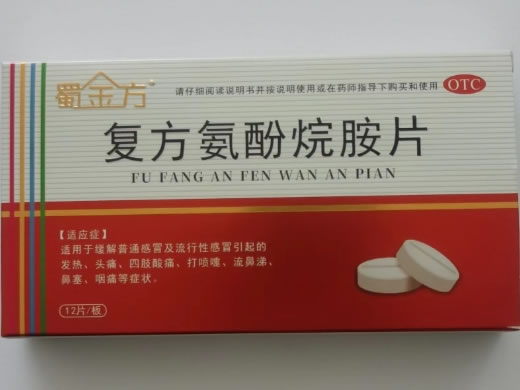 蜀金方
请仔细阅读说明书并按说明使用或在药师指导下购买和使用
OTC
复方氨酚烷胺片
FU FANG AN FEN WAN AN PIAN
【适应症】
适用于缓解普通感冒及流行性感冒引起的
发热、头痛、四肢酸痛、打喷嚏、流鼻涕、
鼻塞、咽痛等症状。
12片/板